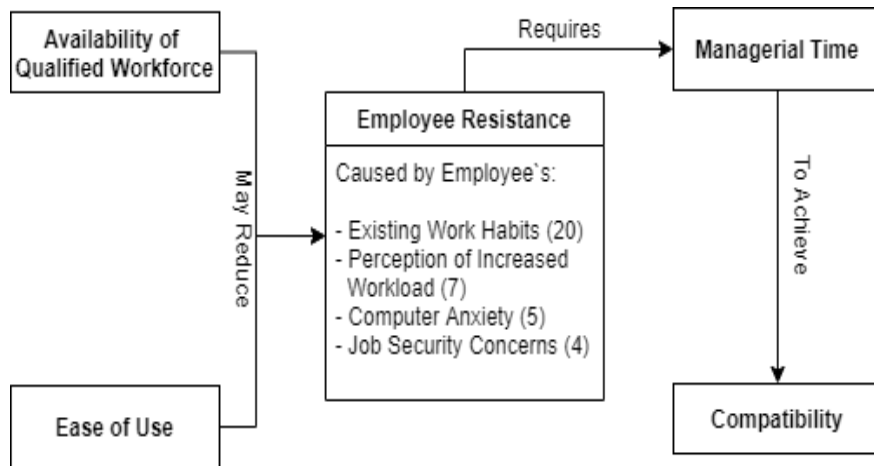 Availability of
Qualified Workforce
Requires
Managerial Time
Employee Resistance
Caused by Employee`s:
- Existing Work Habits (20)
- Perception of Increased
Workload (7)
- Computer Anxiety (5)
- Job Security Concerns (4)
May Reduce
To Achieve
Ease of Use
Compatibility